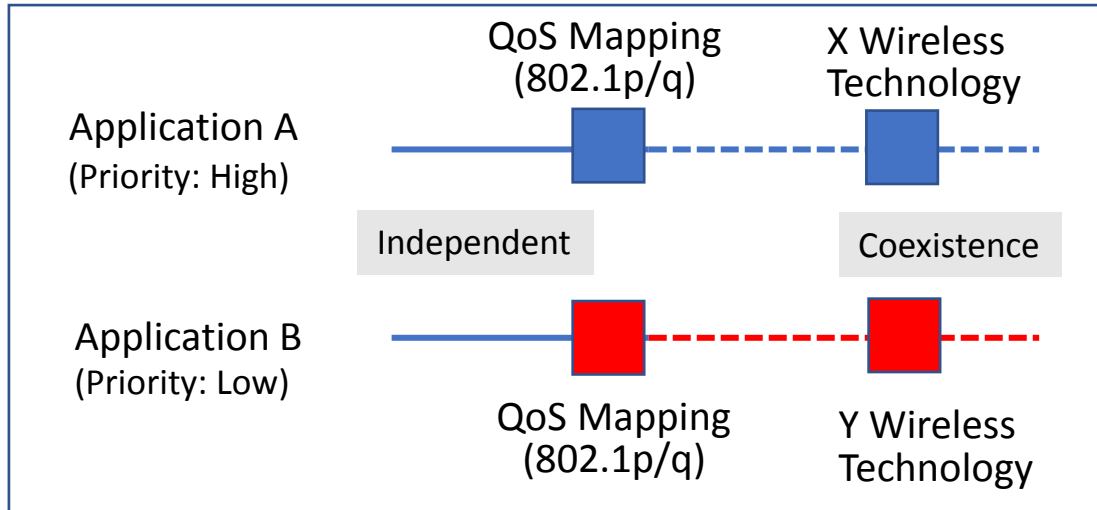 QoS Mapping
(802.1p/q)
X Wireless
Technology
Application A
(Priority: High)
Independent
Coexistence
Application B
(Priority: Low)
QoS Mapping
(802.1p/q)
Y Wireless
Technology